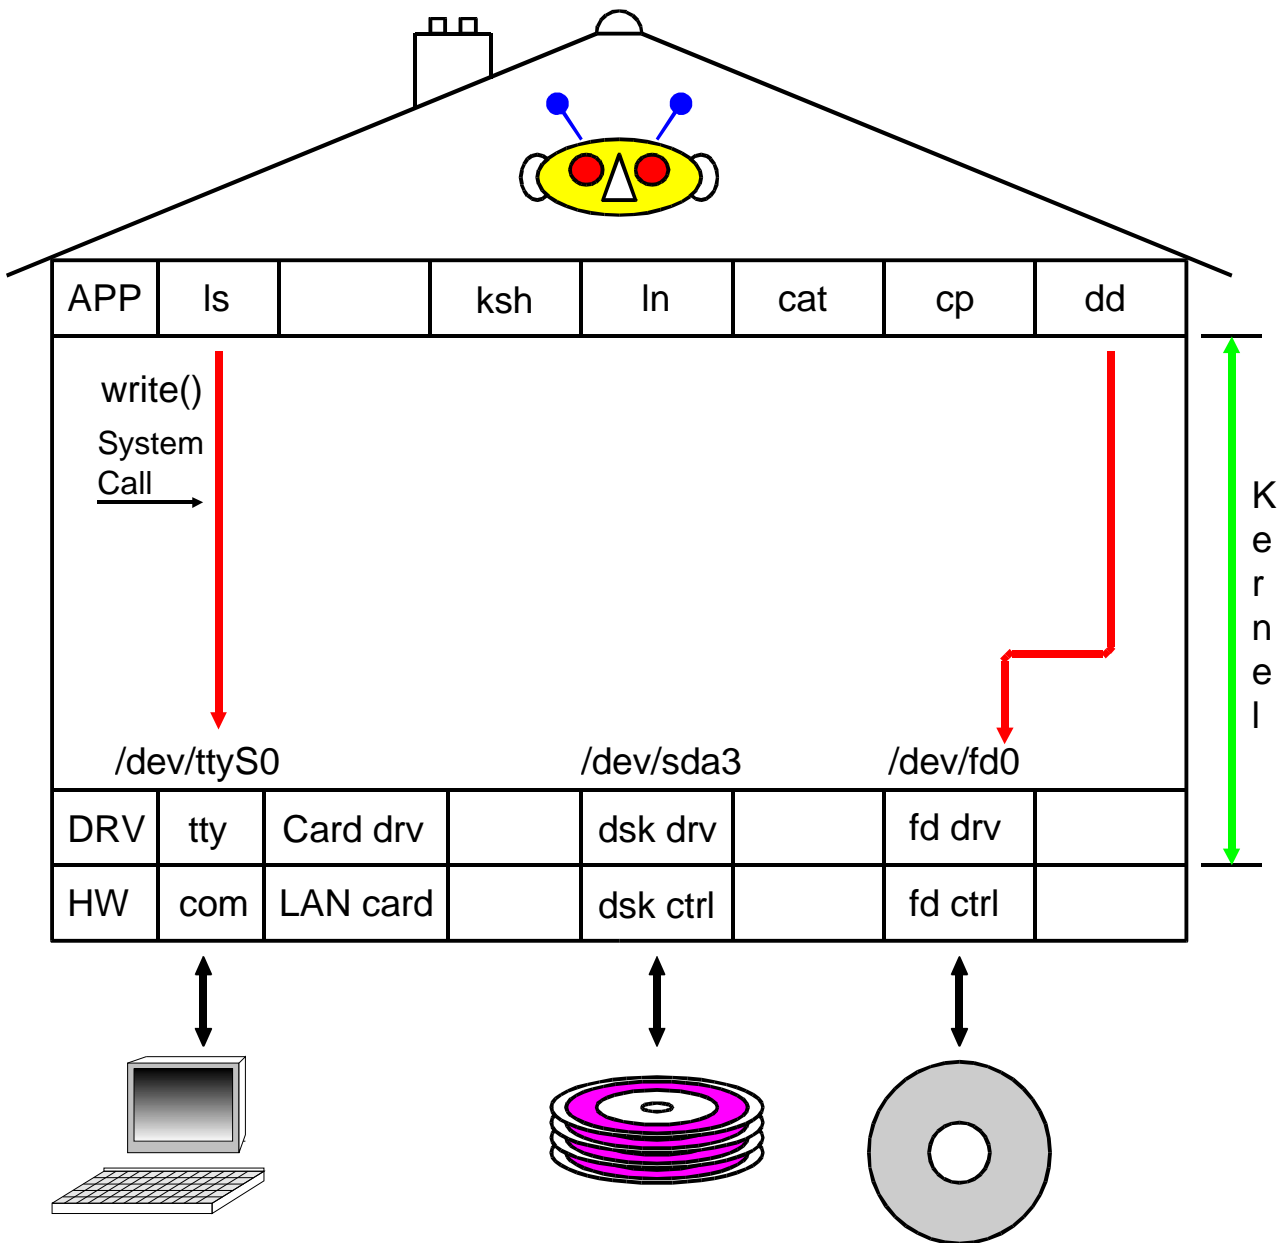 APP ls ksh ln cat cp dd
write()
System
Call
K
e
r
n
e
l
/dev/ttyS0 /dev/sda3 /dev/fd0
DRV tty Card drv dsk drv fd drv
HW com LAN card dsk ctrl fd ctrl